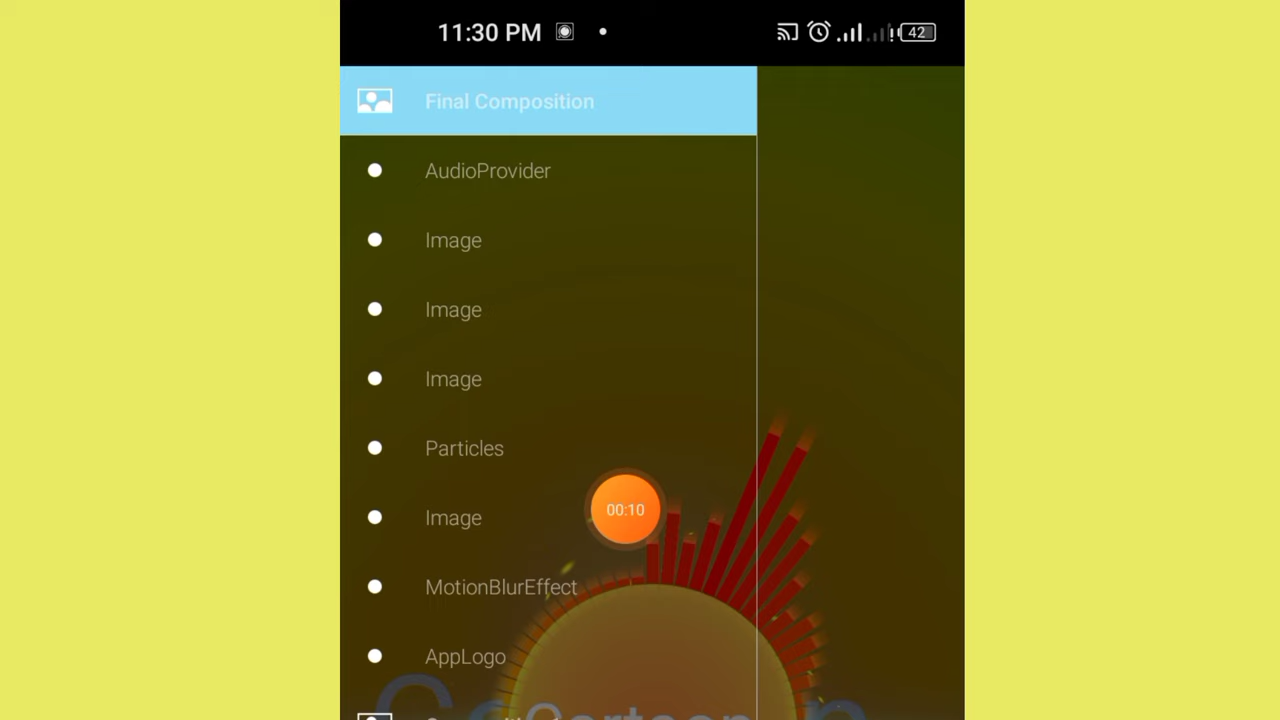 11:30 PM
42
Final Composition
AudioProvider
Image
Image
Image
Particles
00:10
Image
MotionBlurEffect
AppLogo